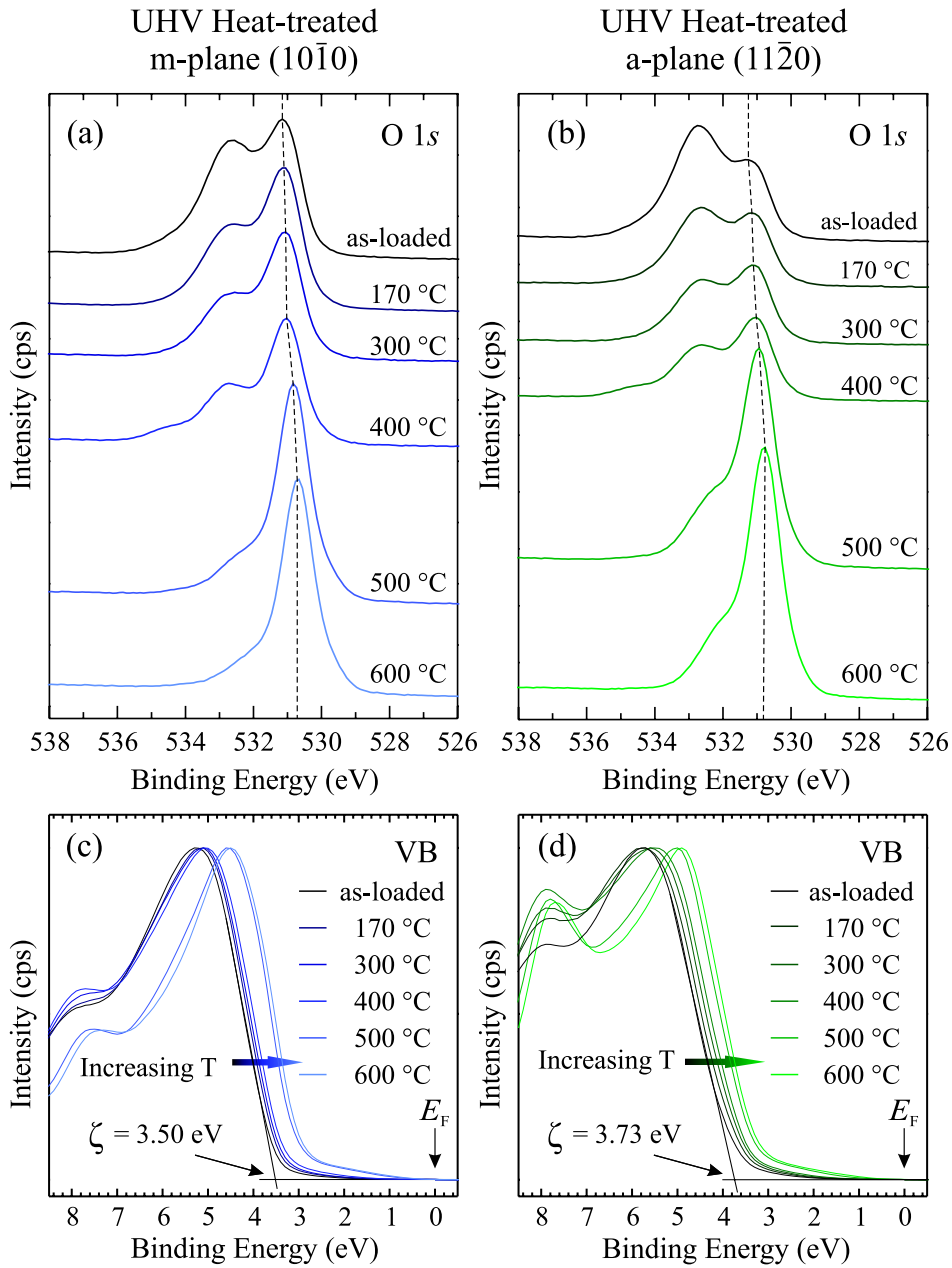 UHV Heat-treated
m-plane (101̄0)
UHV Heat-treated
a-plane (112̄0)
(a)
O 1s
as-loaded
170 °C
300 °C
400 °C
500 °C
600 °C
Intensity (cps)
538 536 534 532 530 528 526
Binding Energy (eV)
(b)
O 1s
as-loaded
170 °C
300 °C
400 °C
500 °C
600 °C
Intensity (cps)
538 536 534 532 530 528 526
Binding Energy (eV)
(c)
VB
as-loaded
170 °C
300 °C
400 °C
500 °C
600 °C
Increasing T
ζ = 3.50 eV
E_F
Intensity (cps)
8 7 6 5 4 3 2 1 0
Binding Energy (eV)
(d)
VB
as-loaded
170 °C
300 °C
400 °C
500 °C
600 °C
Increasing T
ζ = 3.73 eV
E_F
Intensity (cps)
8 7 6 5 4 3 2 1 0
Binding Energy (eV)